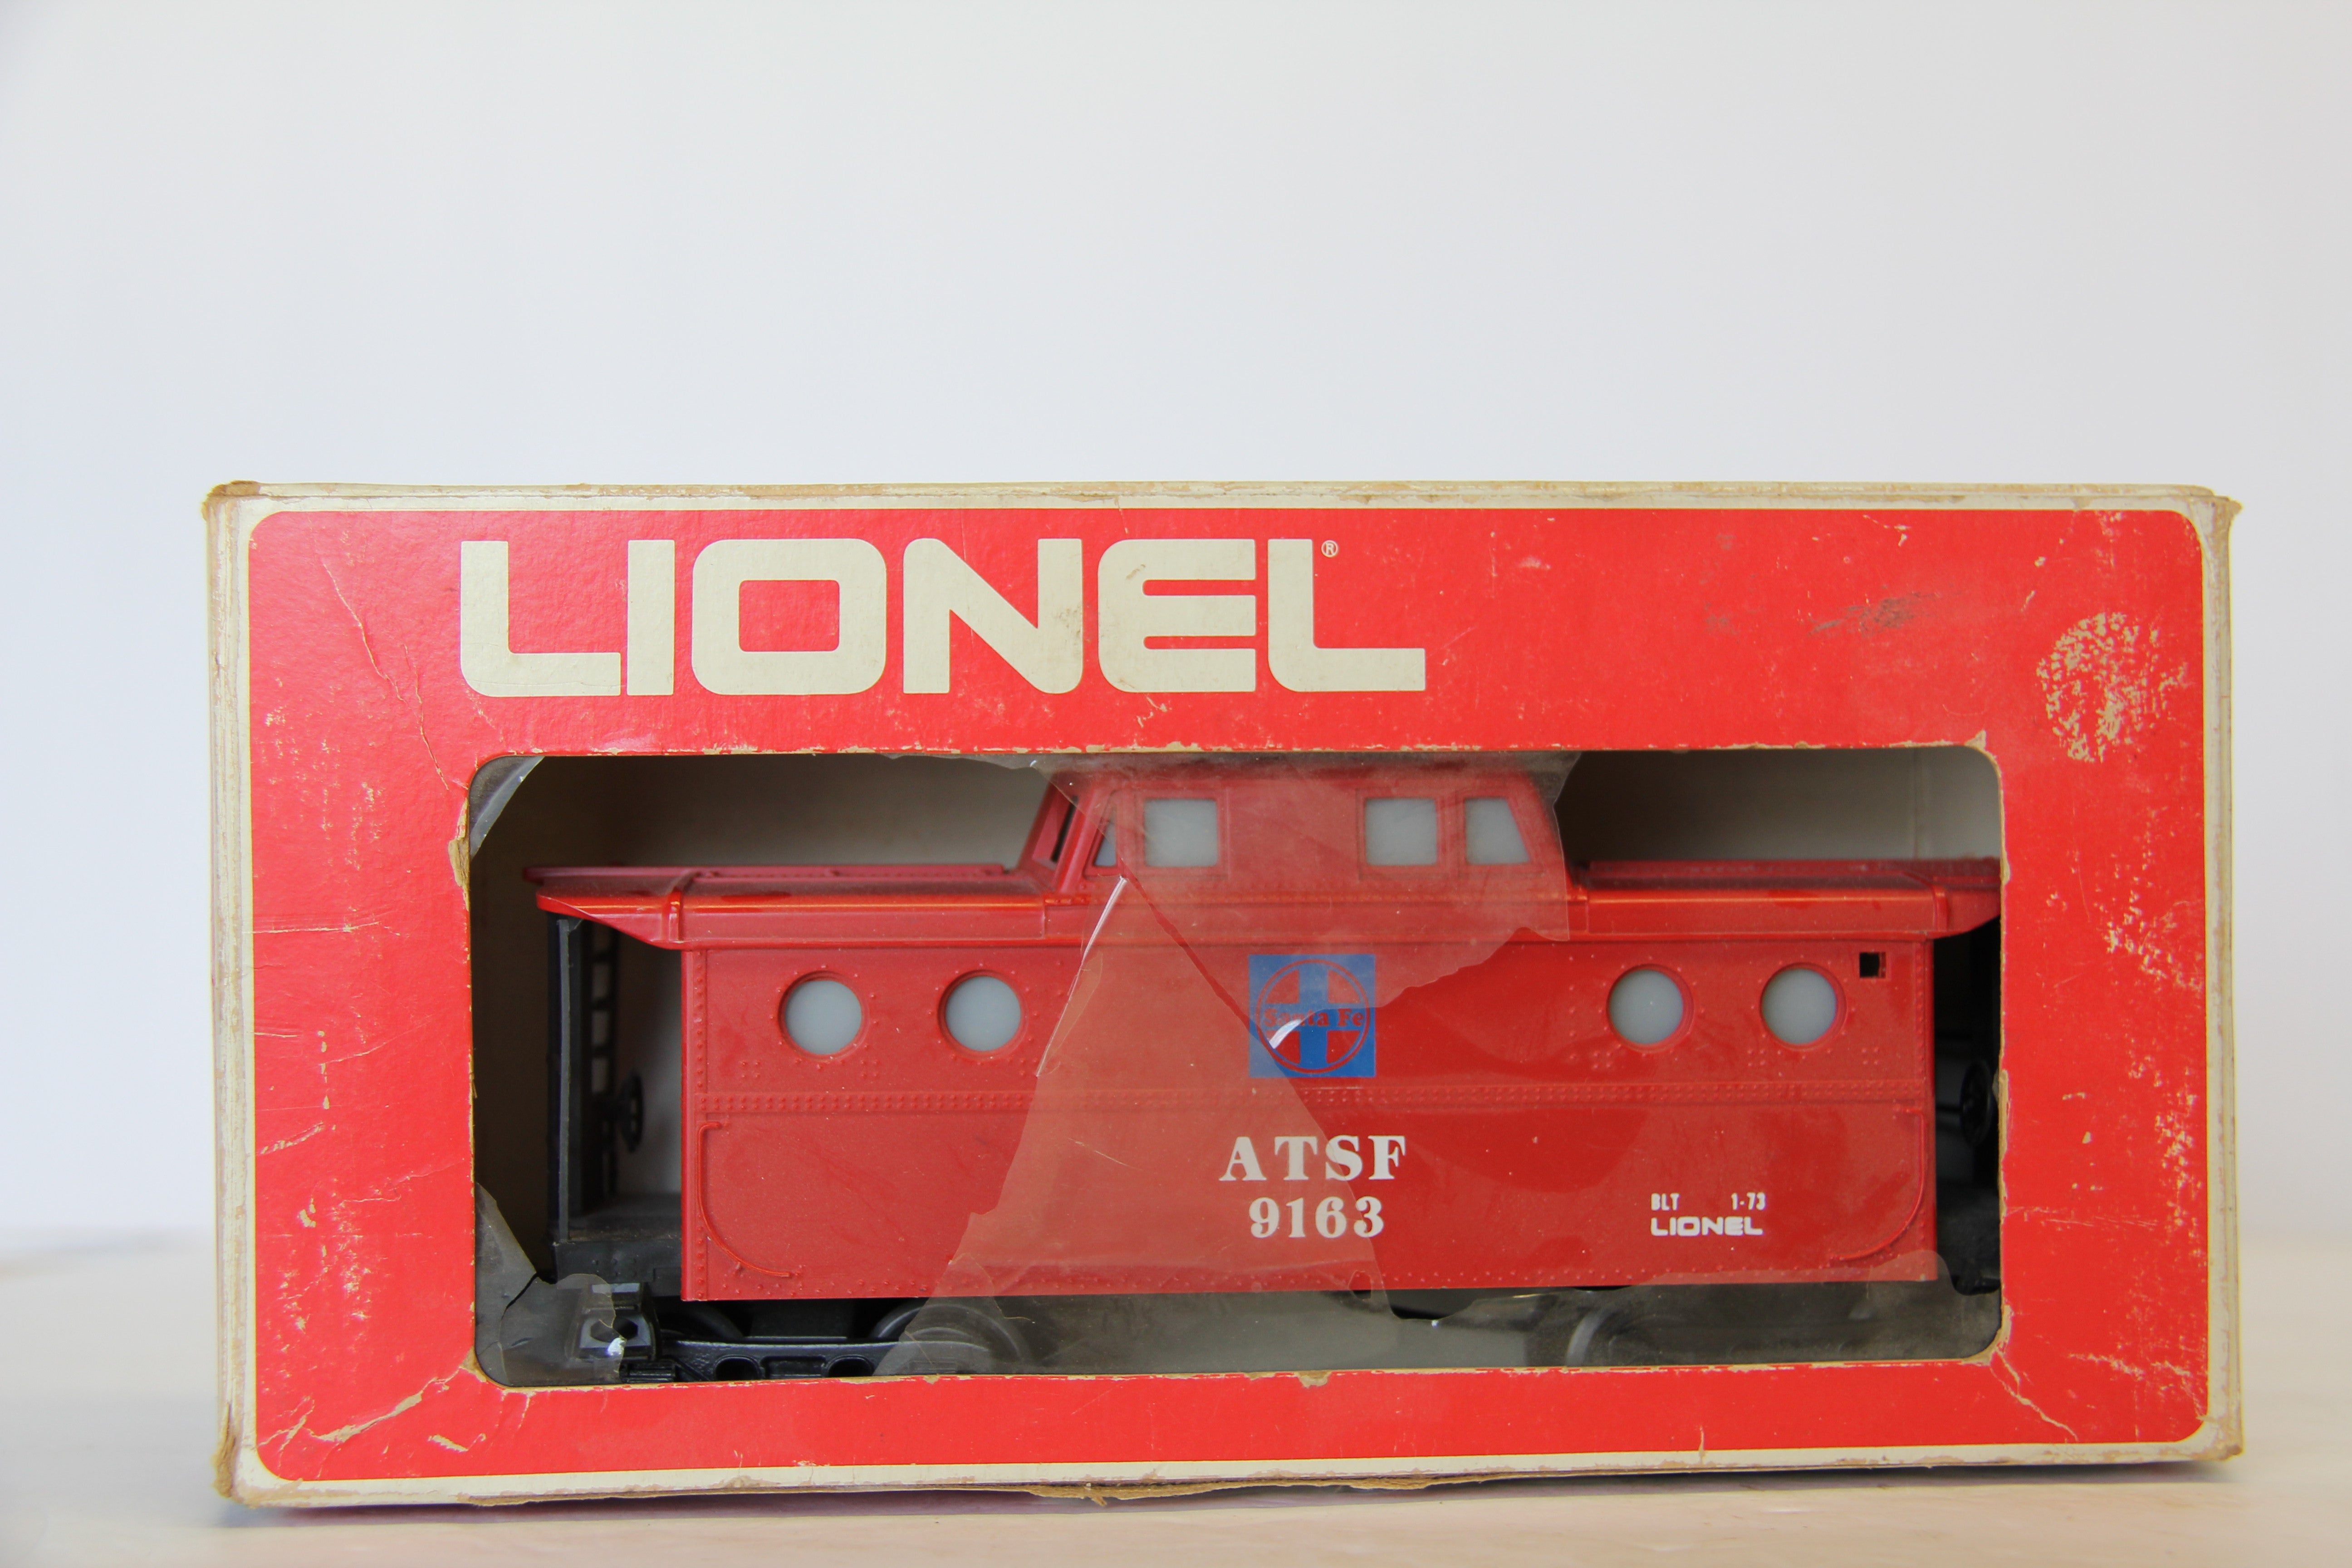 LIONEL®
Santa Fe
ATSF
9163
BLT 1-73
LIONEL